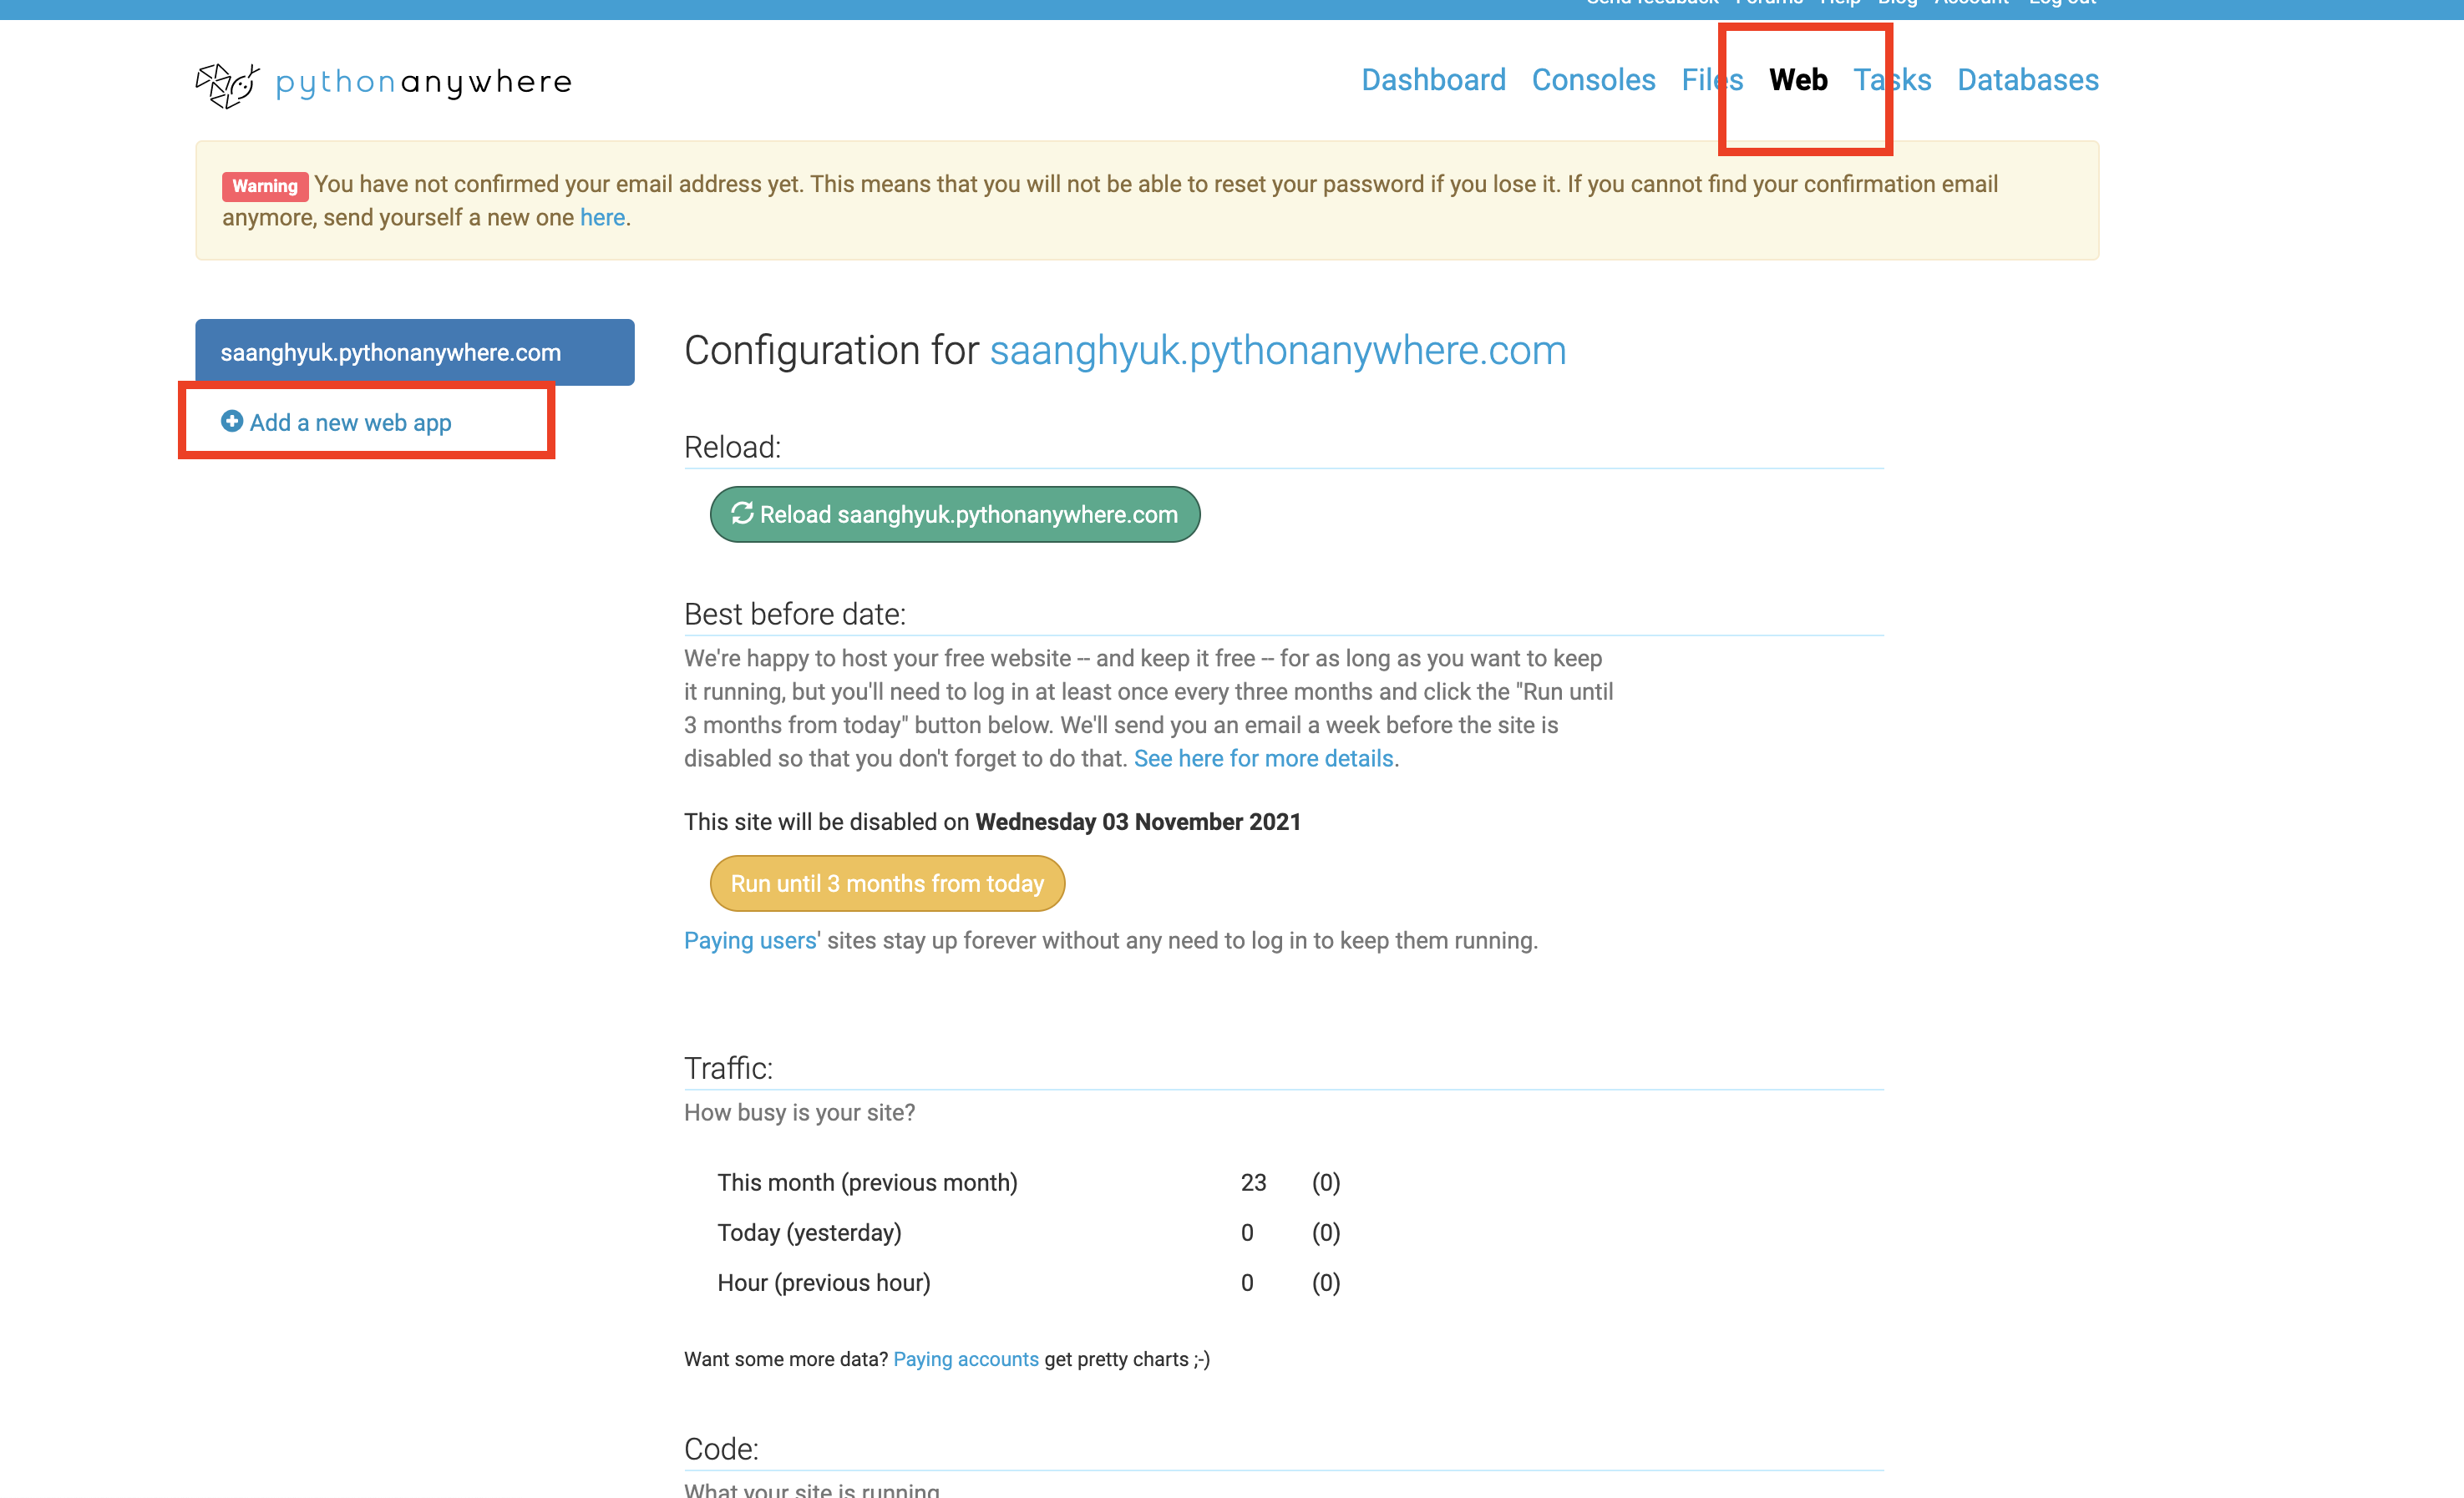 Send feedback Forums Help Blog Account Log out
pythonanywhere
Dashboard Consoles Files Web Tasks Databases
Warning You have not confirmed your email address yet. This means that you will not be able to reset your password if you lose it. If you cannot find your confirmation email
anymore, send yourself a new one here.
saanghyuk.pythonanywhere.com
Add a new web app
Configuration for saanghyuk.pythonanywhere.com
Reload:
Reload saanghyuk.pythonanywhere.com
Best before date:
We're happy to host your free website -- and keep it free -- for as long as you want to keep
it running, but you'll need to log in at least once every three months and click the "Run until
3 months from today" button below. We'll send you an email a week before the site is
disabled so that you don't forget to do that. See here for more details.
This site will be disabled on Wednesday 03 November 2021
Run until 3 months from today
Paying users' sites stay up forever without any need to log in to keep them running.
Traffic:
How busy is your site?
This month (previous month) 23 (0)
Today (yesterday) 0 (0)
Hour (previous hour) 0 (0)
Want some more data? Paying accounts get pretty charts ;-)
Code:
What your site is running